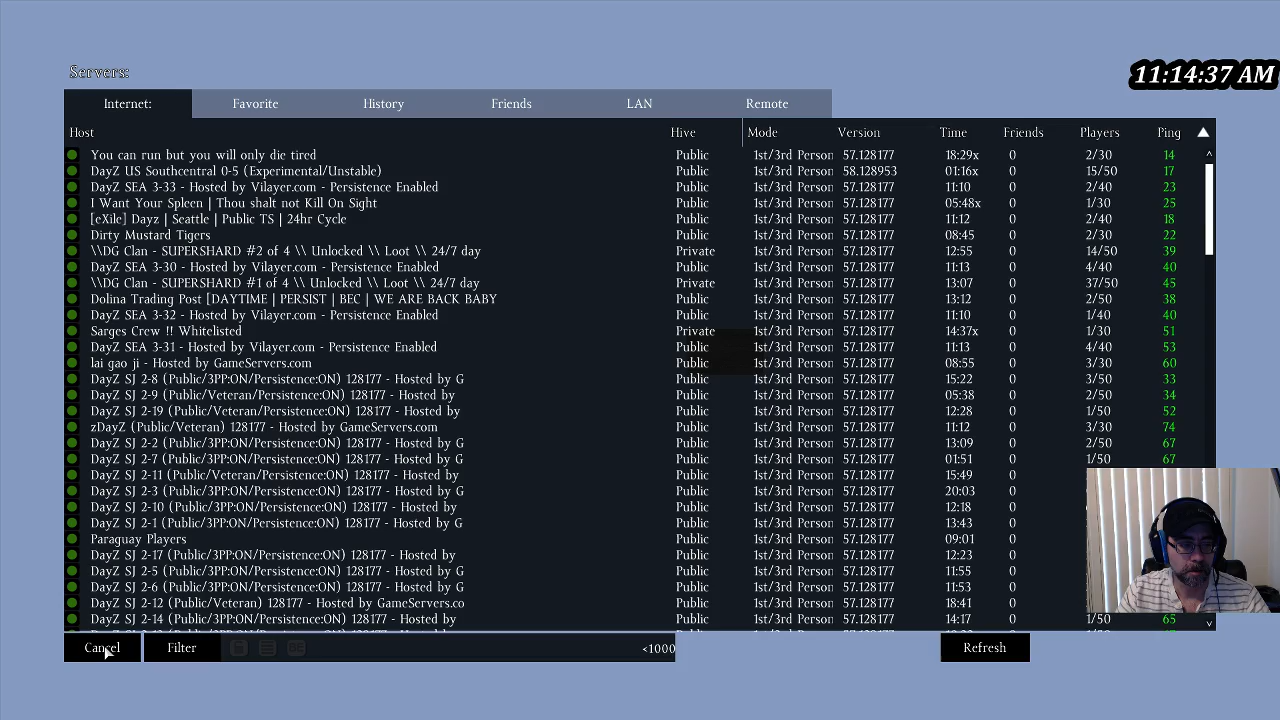 Servers:
11:14:37 AM
Internet: Favorite History Friends LAN Remote
Host Hive Mode Version Time Friends Players Ping
You can run but you will only die tired Public 1st/3rd Person 57.128177 18:29x 0 2/30 14
DayZ US Southcentral 0-5 (Experimental/Unstable) Public 1st/3rd Person 58.128953 01:16x 0 15/50 17
DayZ SEA 3-33 - Hosted by Vilayer.com - Persistence Enabled Public 1st/3rd Person 57.128177 11:10 0 2/40 23
I Want Your Spleen | Thou shalt not Kill On Sight Public 1st/3rd Person 57.128177 05:48x 0 1/30 25
[eXile] Dayz | Seattle | Public TS | 24hr Cycle Public 1st/3rd Person 57.128177 11:12 0 2/40 18
Dirty Mustard Tigers Public 1st/3rd Person 57.128177 08:45 0 2/30 22
\\DG Clan - SUPERSHARD #2 of 4 \\ Unlocked \\ Loot \\ 24/7 day Private 1st/3rd Person 57.128177 12:55 0 14/50 39
DayZ SEA 3-30 - Hosted by Vilayer.com - Persistence Enabled Public 1st/3rd Person 57.128177 11:13 0 4/40 40
\\DG Clan - SUPERSHARD #1 of 4 \\ Unlocked \\ Loot \\ 24/7 day Private 1st/3rd Person 57.128177 13:07 0 37/50 45
Dolina Trading Post [DAYTIME | PERSIST | BEC | WE ARE BACK BABY Public 1st/3rd Person 57.128177 13:12 0 2/50 38
DayZ SEA 3-32 - Hosted by Vilayer.com - Persistence Enabled Public 1st/3rd Person 57.128177 11:10 0 1/40 40
Sarges Crew !! Whitelisted Private 1st/3rd Person 57.128177 14:37x 0 1/30 51
DayZ SEA 3-31 - Hosted by Vilayer.com - Persistence Enabled Public 1st/3rd Person 57.128177 11:13 0 4/40 53
lai gao ji - Hosted by GameServers.com Public 1st/3rd Person 57.128177 08:55 0 3/30 60
DayZ SJ 2-8 (Public/3PP:ON/Persistence:ON) 128177 - Hosted by G Public 1st/3rd Person 57.128177 15:22 0 3/50 33
DayZ SJ 2-9 (Public/Veteran/Persistence:ON) 128177 - Hosted by Public 1st/3rd Person 57.128177 05:38 0 2/50 34
DayZ SJ 2-19 (Public/Veteran/Persistence:ON) 128177 - Hosted by Public 1st/3rd Person 57.128177 12:28 0 1/50 52
zDayZ (Public/Veteran) 128177 - Hosted by GameServers.com Public 1st/3rd Person 57.128177 11:12 0 3/30 74
DayZ SJ 2-2 (Public/3PP:ON/Persistence:ON) 128177 - Hosted by G Public 1st/3rd Person 57.128177 13:09 0 2/50 67
DayZ SJ 2-7 (Public/3PP:ON/Persistence:ON) 128177 - Hosted by G Public 1st/3rd Person 57.128177 01:51 0 1/50 67
DayZ SJ 2-11 (Public/Veteran/Persistence:ON) 128177 - Hosted by Public 1st/3rd Person 57.128177 15:49 0
DayZ SJ 2-3 (Public/3PP:ON/Persistence:ON) 128177 - Hosted by G Public 1st/3rd Person 57.128177 20:03 0
DayZ SJ 2-10 (Public/3PP:ON/Persistence:ON) 128177 - Hosted by Public 1st/3rd Person 57.128177 12:18 0
DayZ SJ 2-1 (Public/3PP:ON/Persistence:ON) 128177 - Hosted by G Public 1st/3rd Person 57.128177 13:43 0
Paraguay Players Public 1st/3rd Person 57.128177 09:01 0
DayZ SJ 2-17 (Public/3PP:ON/Persistence:ON) 128177 - Hosted by Public 1st/3rd Person 57.128177 12:23 0
DayZ SJ 2-5 (Public/3PP:ON/Persistence:ON) 128177 - Hosted by G Public 1st/3rd Person 57.128177 11:55 0
DayZ SJ 2-6 (Public/3PP:ON/Persistence:ON) 128177 - Hosted by G Public 1st/3rd Person 57.128177 11:53 0
DayZ SJ 2-12 (Public/Veteran) 128177 - Hosted by GameServers.co Public 1st/3rd Person 57.128177 18:41 0
DayZ SJ 2-14 (Public/3PP:ON/Persistence:ON) 128177 - Hosted by Public 1st/3rd Person 57.128177 14:17 0 1/50 65
Cancel Filter <1000 Refresh